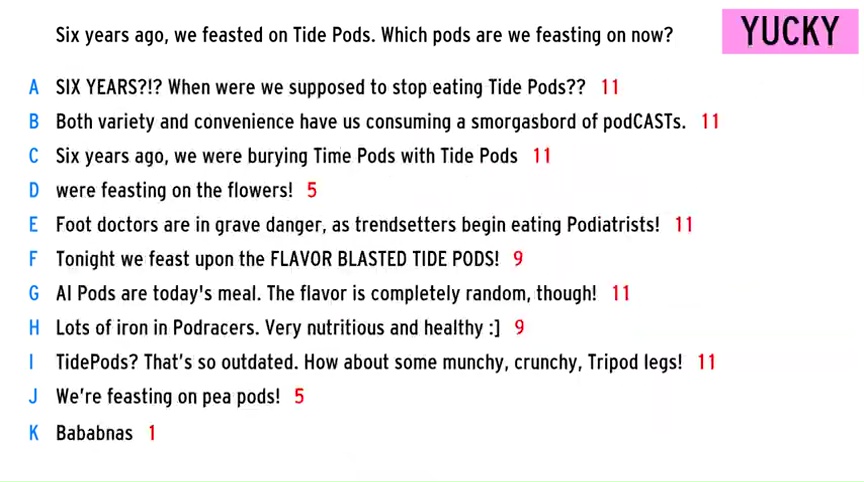 Six years ago, we feasted on Tide Pods. Which pods are we feasting on now?
YUCKY
A SIX YEARS?!? When were we supposed to stop eating Tide Pods?? 11
B Both variety and convenience have us consuming a smorgasbord of podCASTs. 11
C Six years ago, we were burying Time Pods with Tide Pods 11
D were feasting on the flowers! 5
E Foot doctors are in grave danger, as trendsetters begin eating Podiatrists! 11
F Tonight we feast upon the FLAVOR BLASTED TIDE PODS! 9
G AI Pods are today's meal. The flavor is completely random, though! 11
H Lots of iron in Podracers. Very nutritious and healthy :] 9
I TidePods? That's so outdated. How about some munchy, crunchy, Tripod legs! 11
J We're feasting on pea pods! 5
K Bababnas 1